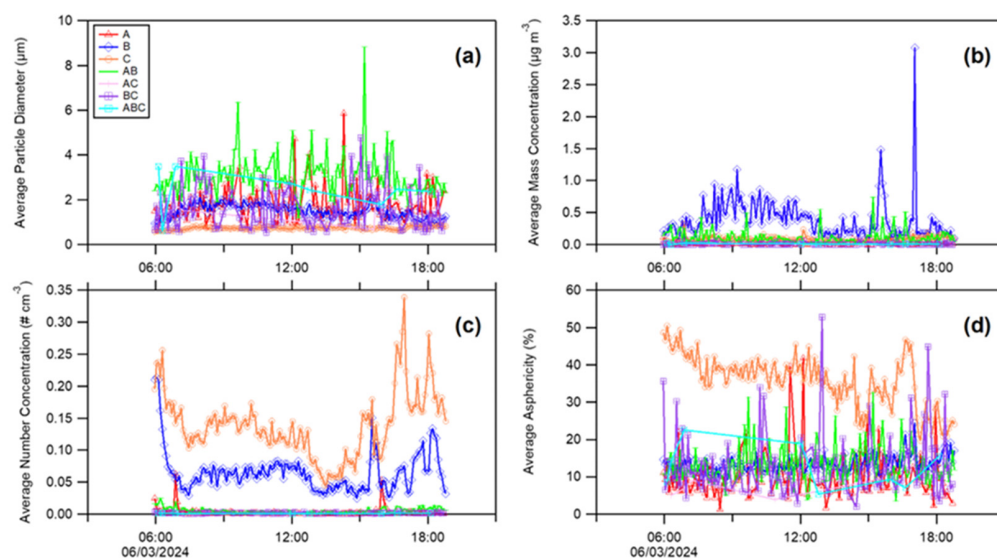 10
8
6
4
2
0
Average Particle Diameter (µm)
A
B
C
AB
AC
BC
ABC
(a)
06:00 12:00 18:00
3.5
3.0
2.5
2.0
1.5
1.0
0.5
0.0
Average Mass Concentration (µg m⁻³)
(b)
06:00 12:00 18:00
0.35
0.30
0.25
0.20
0.15
0.10
0.05
0.00
Average Number Concentration (# cm⁻³)
(c)
06:00 12:00 18:00
06/03/2024
60
50
40
30
20
10
0
Average Asphericity (%)
(d)
06:00 12:00 18:00
06/03/2024